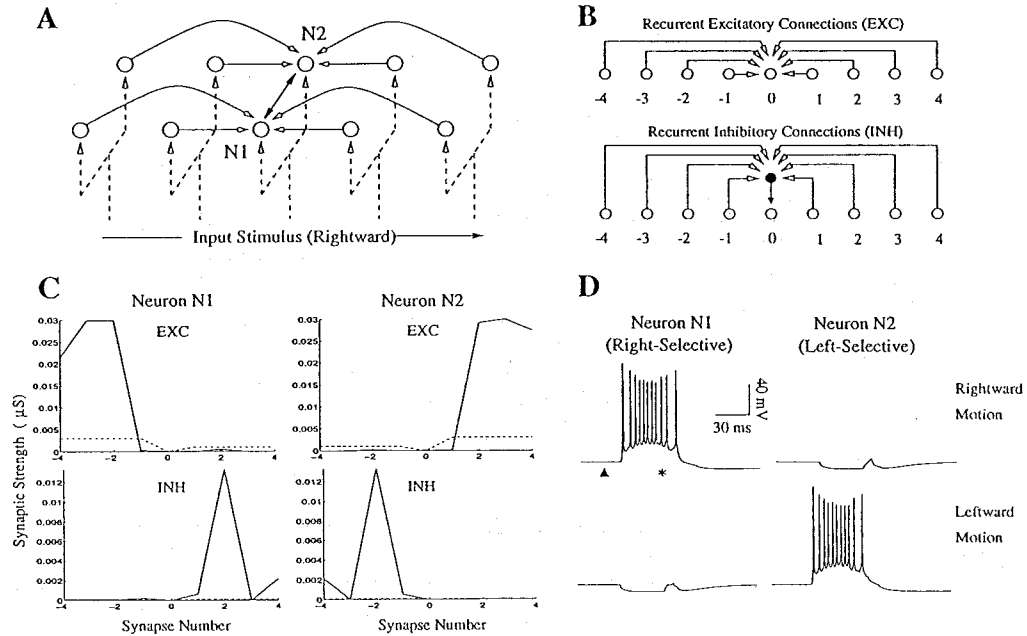 A
N2
N1
Input Stimulus (Rightward)
B
Recurrent Excitatory Connections (EXC)
-4 -3 -2 -1 0 1 2 3 4
Recurrent Inhibitory Connections (INH)
-4 -3 -2 -1 0 1 2 3 4
C
Neuron N1
EXC
0.03
0.025
0.02
0.015
0.01
0.005
0
-4 -2 0 2 4
Neuron N2
EXC
0.03
0.025
0.02
0.015
0.01
0.005
0
-4 -2 0 2 4
INH
0.012
0.01
0.008
0.006
0.004
0.002
0
-4 -2 0 2 4
INH
0.012
0.01
0.008
0.006
0.004
0.002
0
-4 -2 0 2 4
Synaptic Strength ( μS)
Synapse Number
Synapse Number
D
Neuron N1
(Right-Selective)
Neuron N2
(Left-Selective)
40 mV
30 ms
Rightward
Motion
*
Leftward
Motion